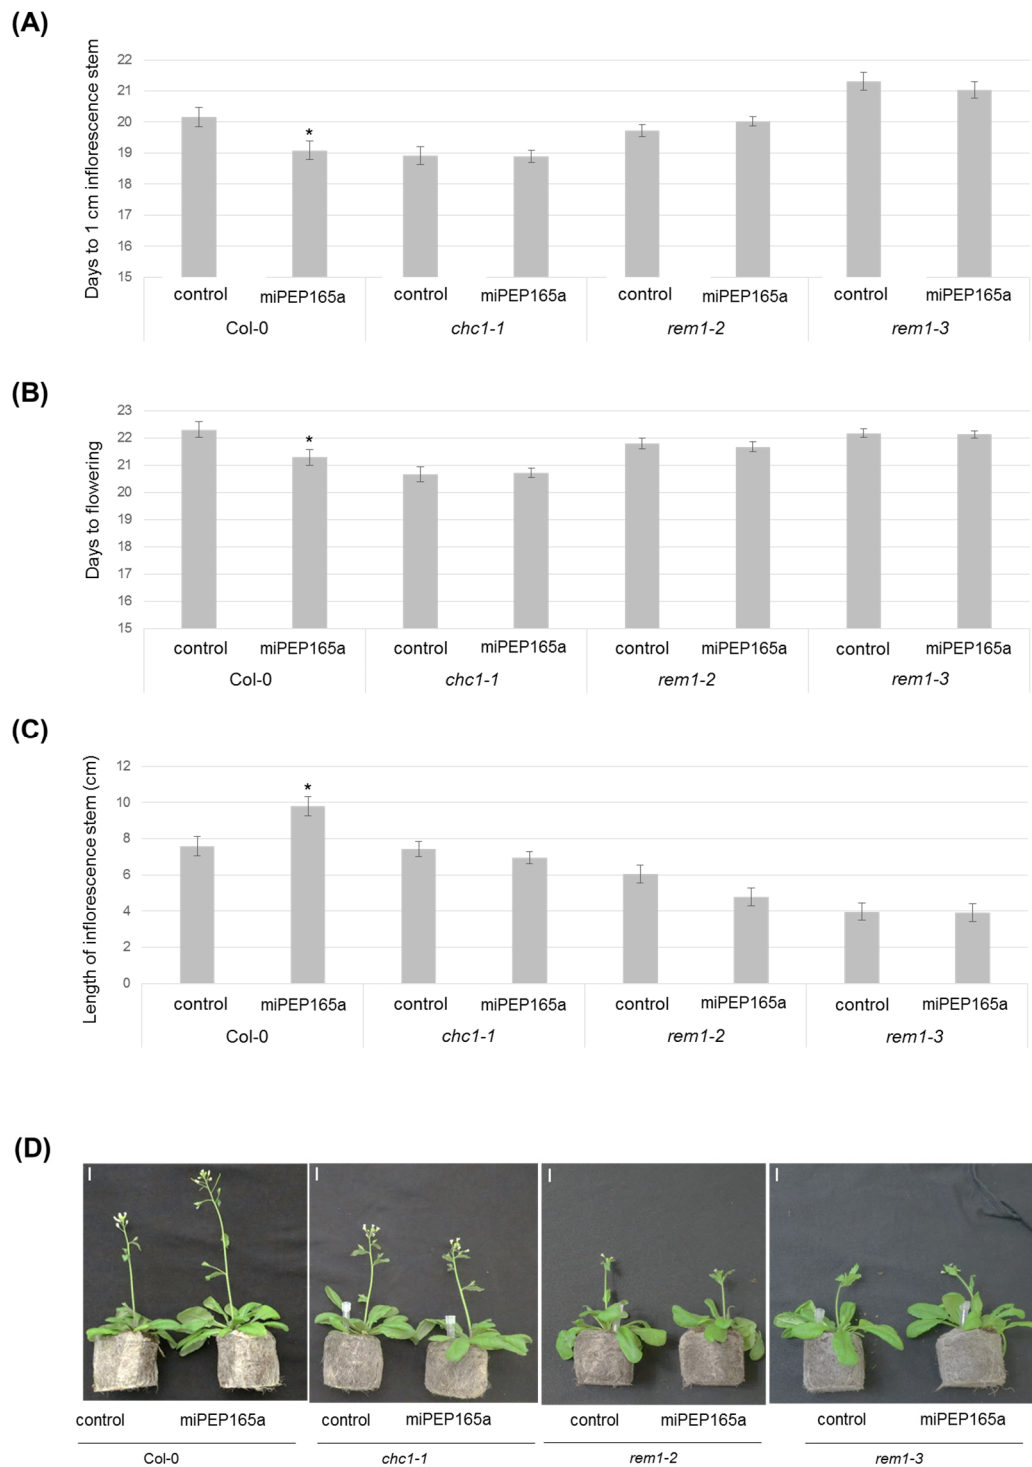 (A)
Days to 1 cm inflorescence stem
22
21
20
19
18
17
16
15
*
control miPEP165a control miPEP165a control miPEP165a control miPEP165a
Col-0 chc1-1 rem1-2 rem1-3
(B)
Days to flowering
23
22
21
20
19
18
17
16
15
*
control miPEP165a control miPEP165a control miPEP165a control miPEP165a
Col-0 chc1-1 rem1-2 rem1-3
(C)
Length of inflorescence stem (cm)
12
10
8
6
4
2
0
*
control miPEP165a control miPEP165a control miPEP165a control miPEP165a
Col-0 chc1-1 rem1-2 rem1-3
(D)
control miPEP165a control miPEP165a control miPEP165a control miPEP165a
Col-0 chc1-1 rem1-2 rem1-3